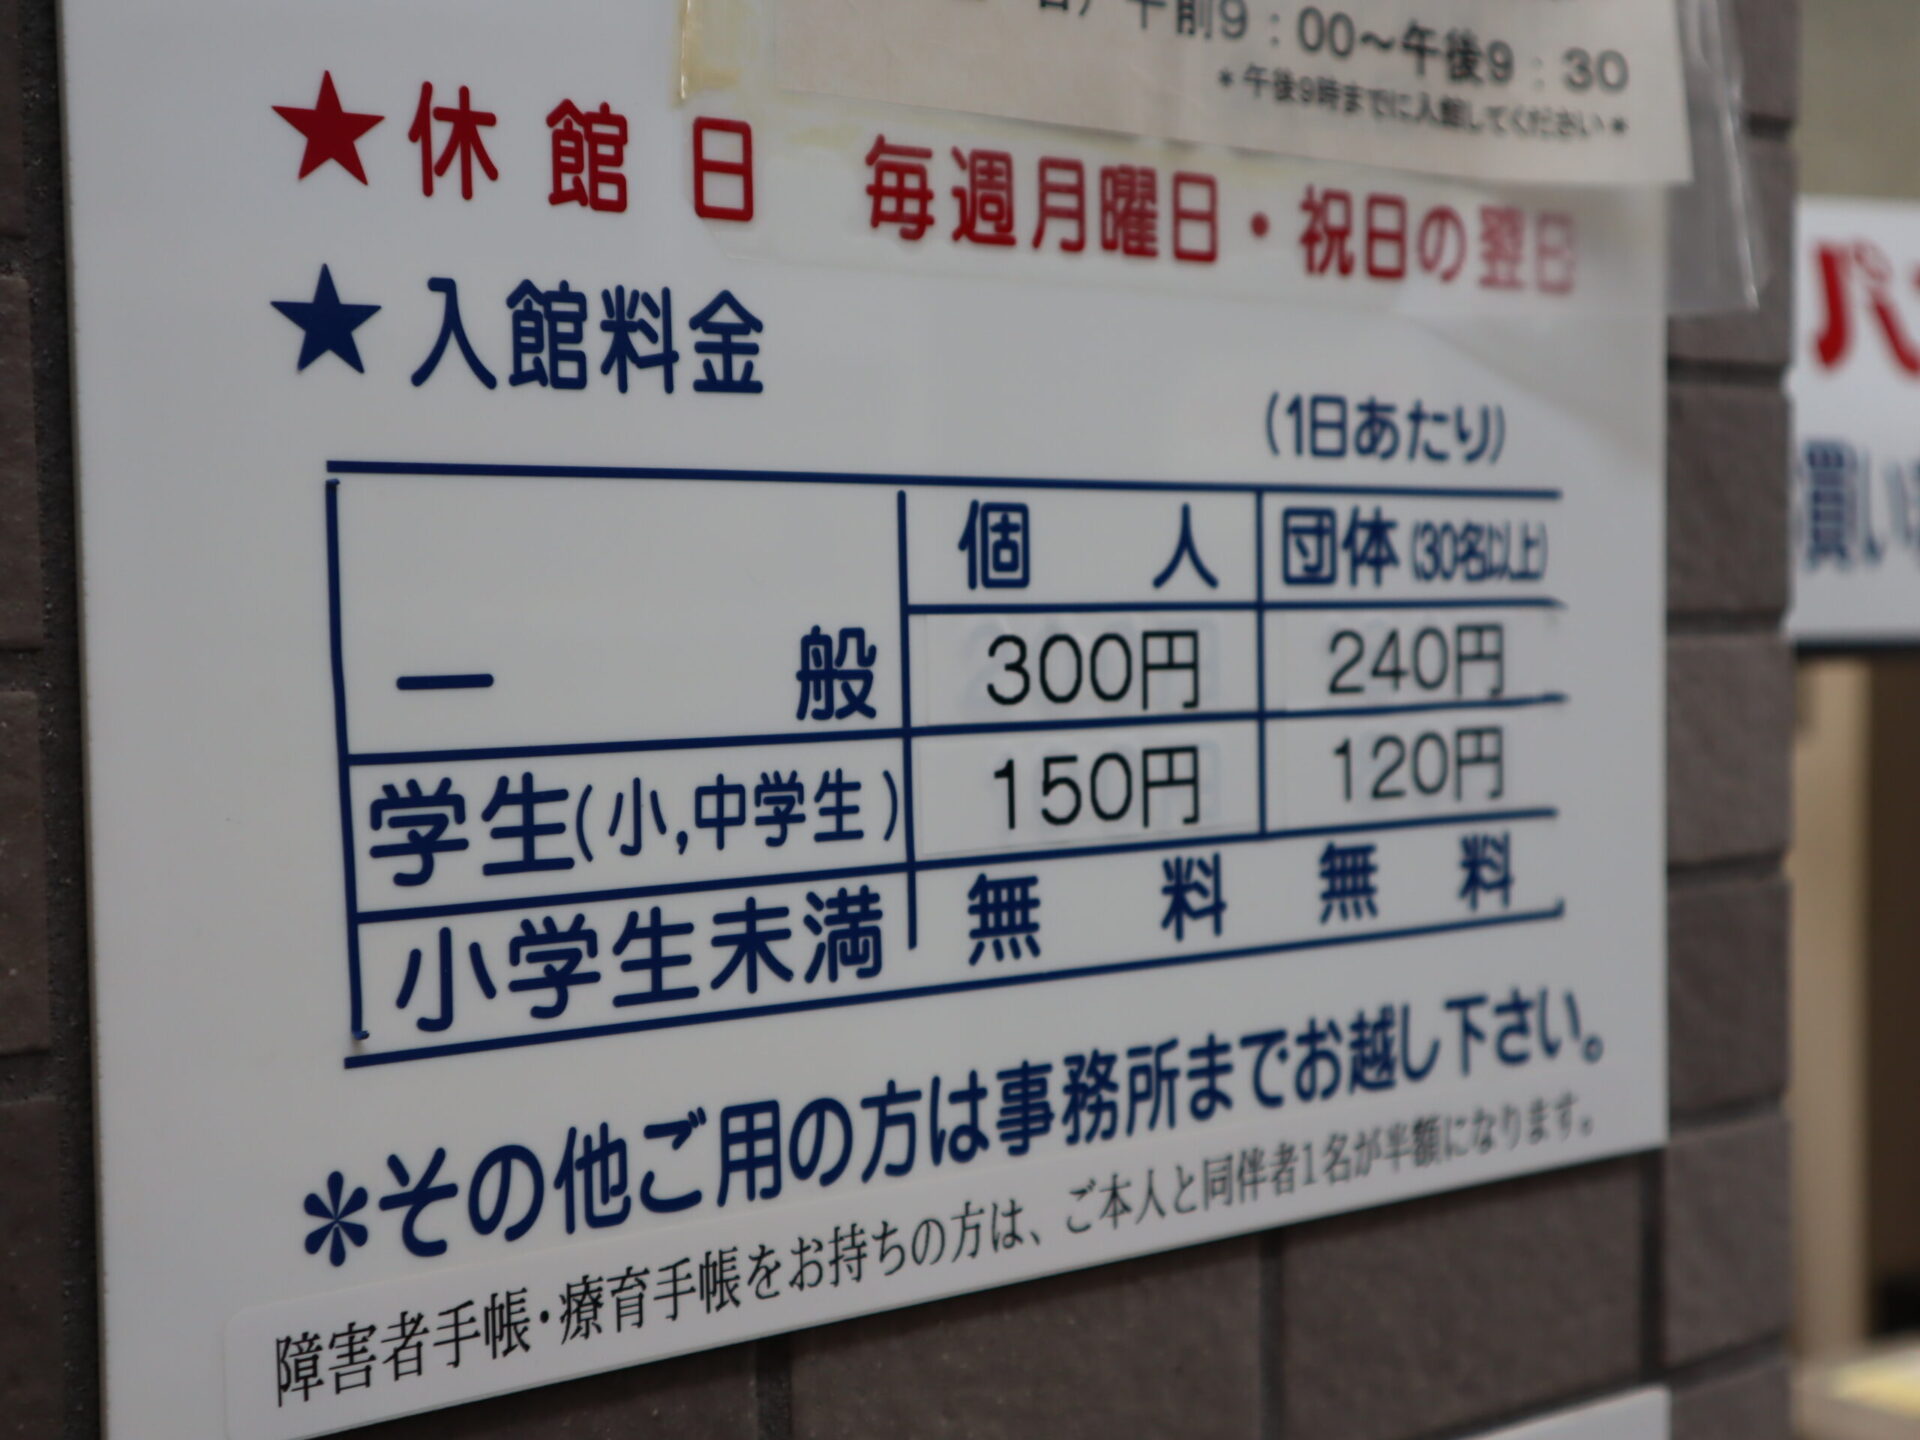 午前9：00～午後9：30
＊午後9時までに入館してください＊
★休館日 毎週月曜日・祝日の翌日
★入館料金
(1日あたり)
個人 団体(30名以上)
一般 300円 240円
学生(小,中学生) 150円 120円
小学生未満 無料 無料
＊その他ご用の方は事務所までお越し下さい。
障害者手帳・療育手帳をお持ちの方は、ご本人と同伴者1名が半額になります。
買い